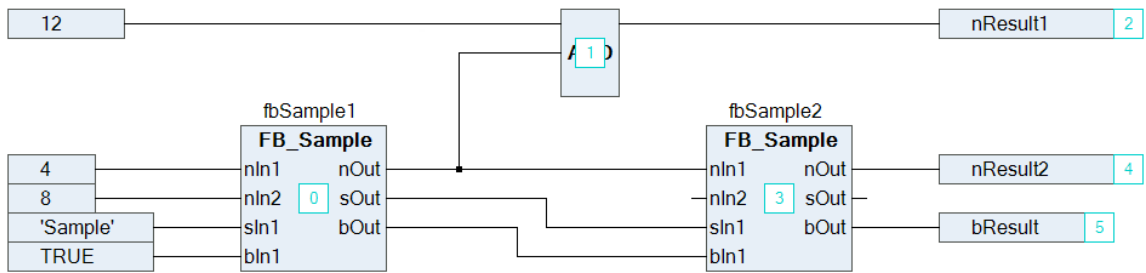 12
1
nResult1 2
fbSample1
fbSample2
FB_Sample
FB_Sample
4
nIn1 nOut
nIn1 nOut
nResult2 4
8
nIn2 0 sOut
nIn2 3 sOut
'Sample'
sIn1 bOut
sIn1 bOut
bResult 5
TRUE
bIn1
bIn1